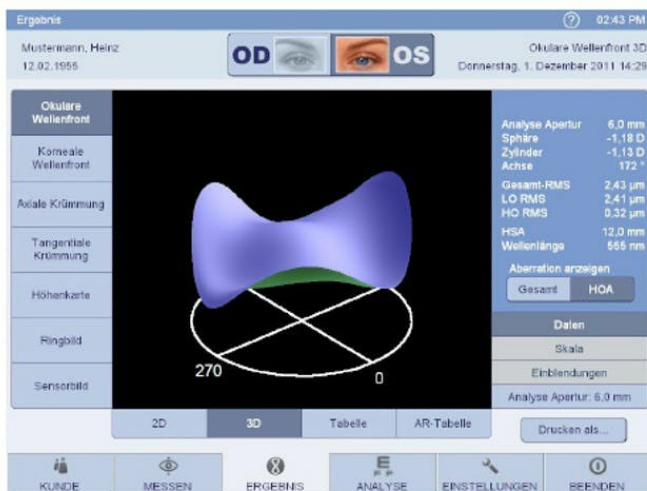 Ergebnis
02:43 PM
Mustermann, Heinz
12.02.1955
OD
OS
Okulare Wellenfront 3D
Donnerstag, 1. Dezember 2011 14:29
Okulare
Wellenfront
Korneale
Wellenfront
Axiale Krümmung
Tangentiale
Krümmung
Höhenkarte
Ringbild
Sensorbild
270
0
Analyse Apertur 6,0 mm
Sphäre -1,18 D
Zylinder -1,13 D
Achse 172 °
Gesamt-RMS 2,43 µm
LO RMS 2,41 µm
HO RMS 0,32 µm
HSA 12,0 mm
Wellenlänge 555 nm
Aberration anzeigen
Gesamt HOA
Daten
Skala
Einblendungen
Analyse Apertur: 6,0 mm
2D 3D Tabelle AR-Tabelle
Drucken als...
KUNDE MESSEN ERGEBNIS ANALYSE EINSTELLUNGEN BEENDEN